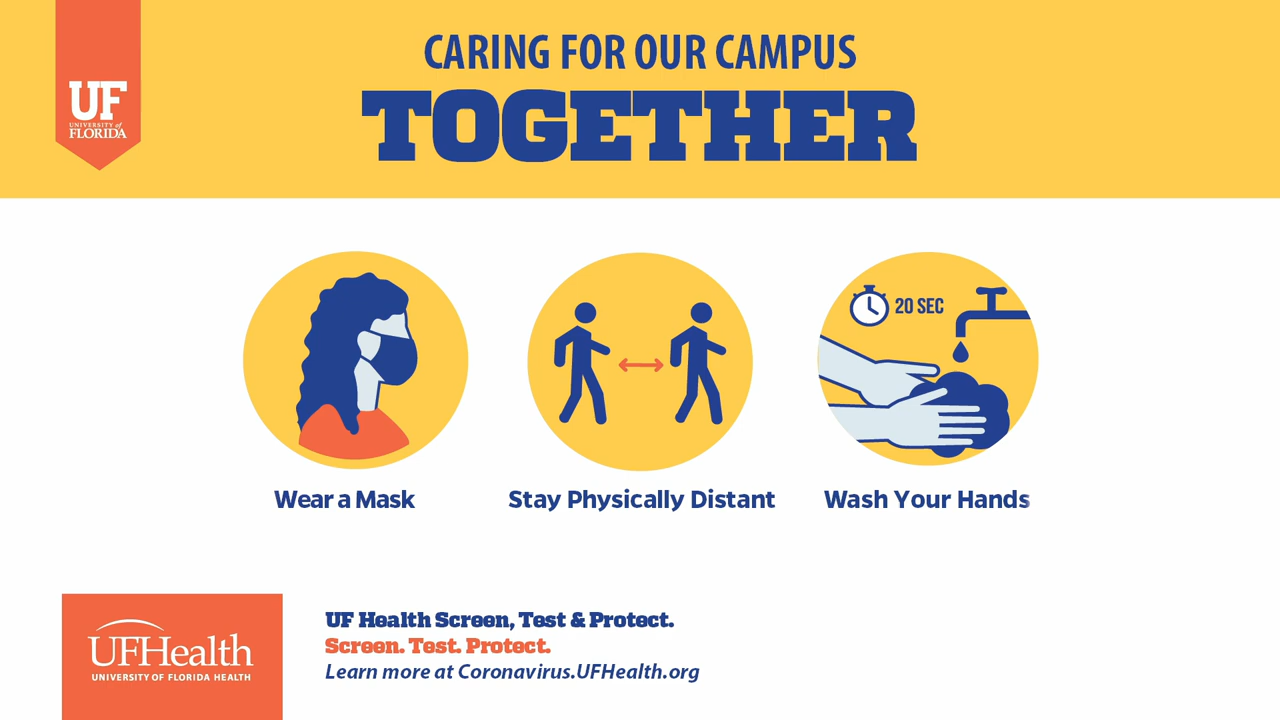 UF
UNIVERSITY of
FLORIDA
CARING FOR OUR CAMPUS
TOGETHER
20 SEC
Wear a Mask
Stay Physically Distant
Wash Your Hands
UFHealth
UNIVERSITY OF FLORIDA HEALTH
UF Health Screen, Test & Protect.
Screen. Test. Protect.
Learn more at Coronavirus.UFHealth.org